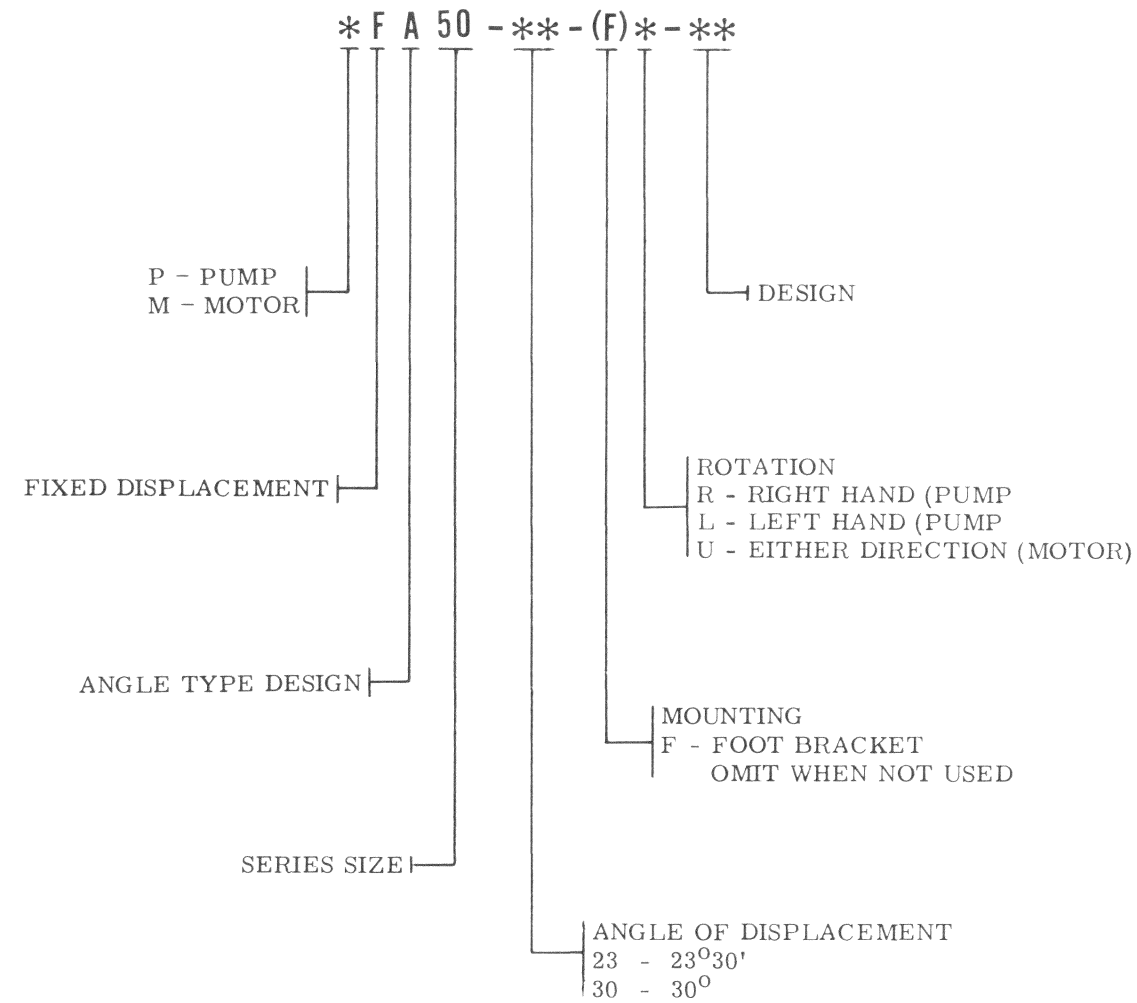 *FA50-**-(F)*-**
P - PUMP
M - MOTOR
DESIGN
FIXED DISPLACEMENT
ROTATION
R - RIGHT HAND (PUMP
L - LEFT HAND (PUMP
U - EITHER DIRECTION (MOTOR)
ANGLE TYPE DESIGN
MOUNTING
F - FOOT BRACKET
OMIT WHEN NOT USED
SERIES SIZE
ANGLE OF DISPLACEMENT
23 - 23°30'
30 - 30°